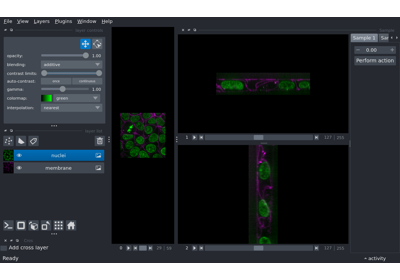 File View Layers Plugins Window Help
opacity: 1.00
blending: additive
contrast limits:
auto-contrast: once continuous
gamma: 1.00
colormap: green
interpolation: nearest
nuclei
membrane
Add cross layer
Ready
Sample 1
0.00
Perform action
activity